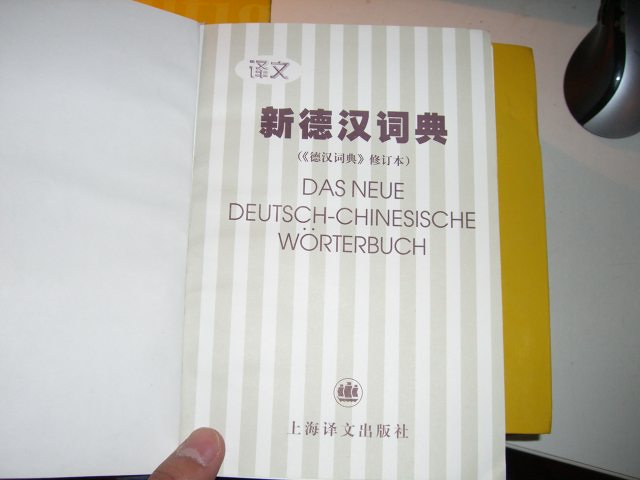 译文
新德汉词典
(《德汉词典》修订本)
DAS NEUE
DEUTSCH-CHINESISCHE
WÖRTERBUCH
上海译文出版社